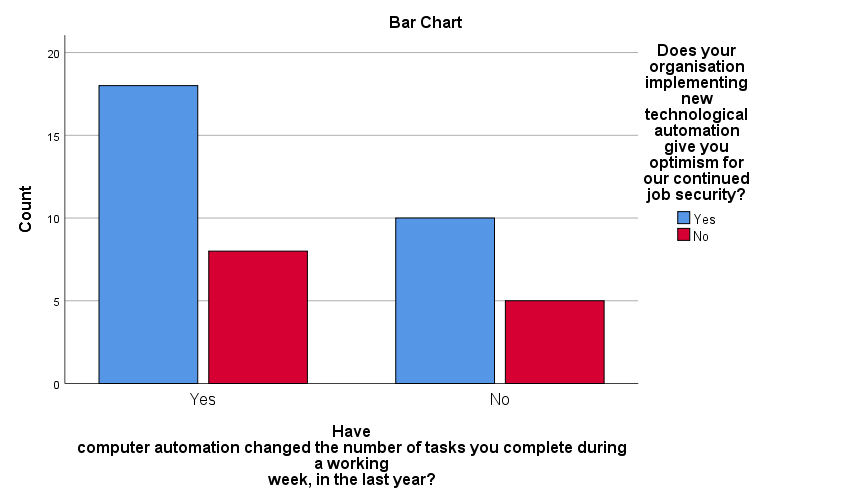 Bar Chart
20
15
10
5
0
Count
Yes
No
Have
computer automation changed the number of tasks you complete during
a working
week, in the last year?
Does your
organisation
implementing
new
technological
automation
give you
optimism for
our continued
job security?
Yes
No